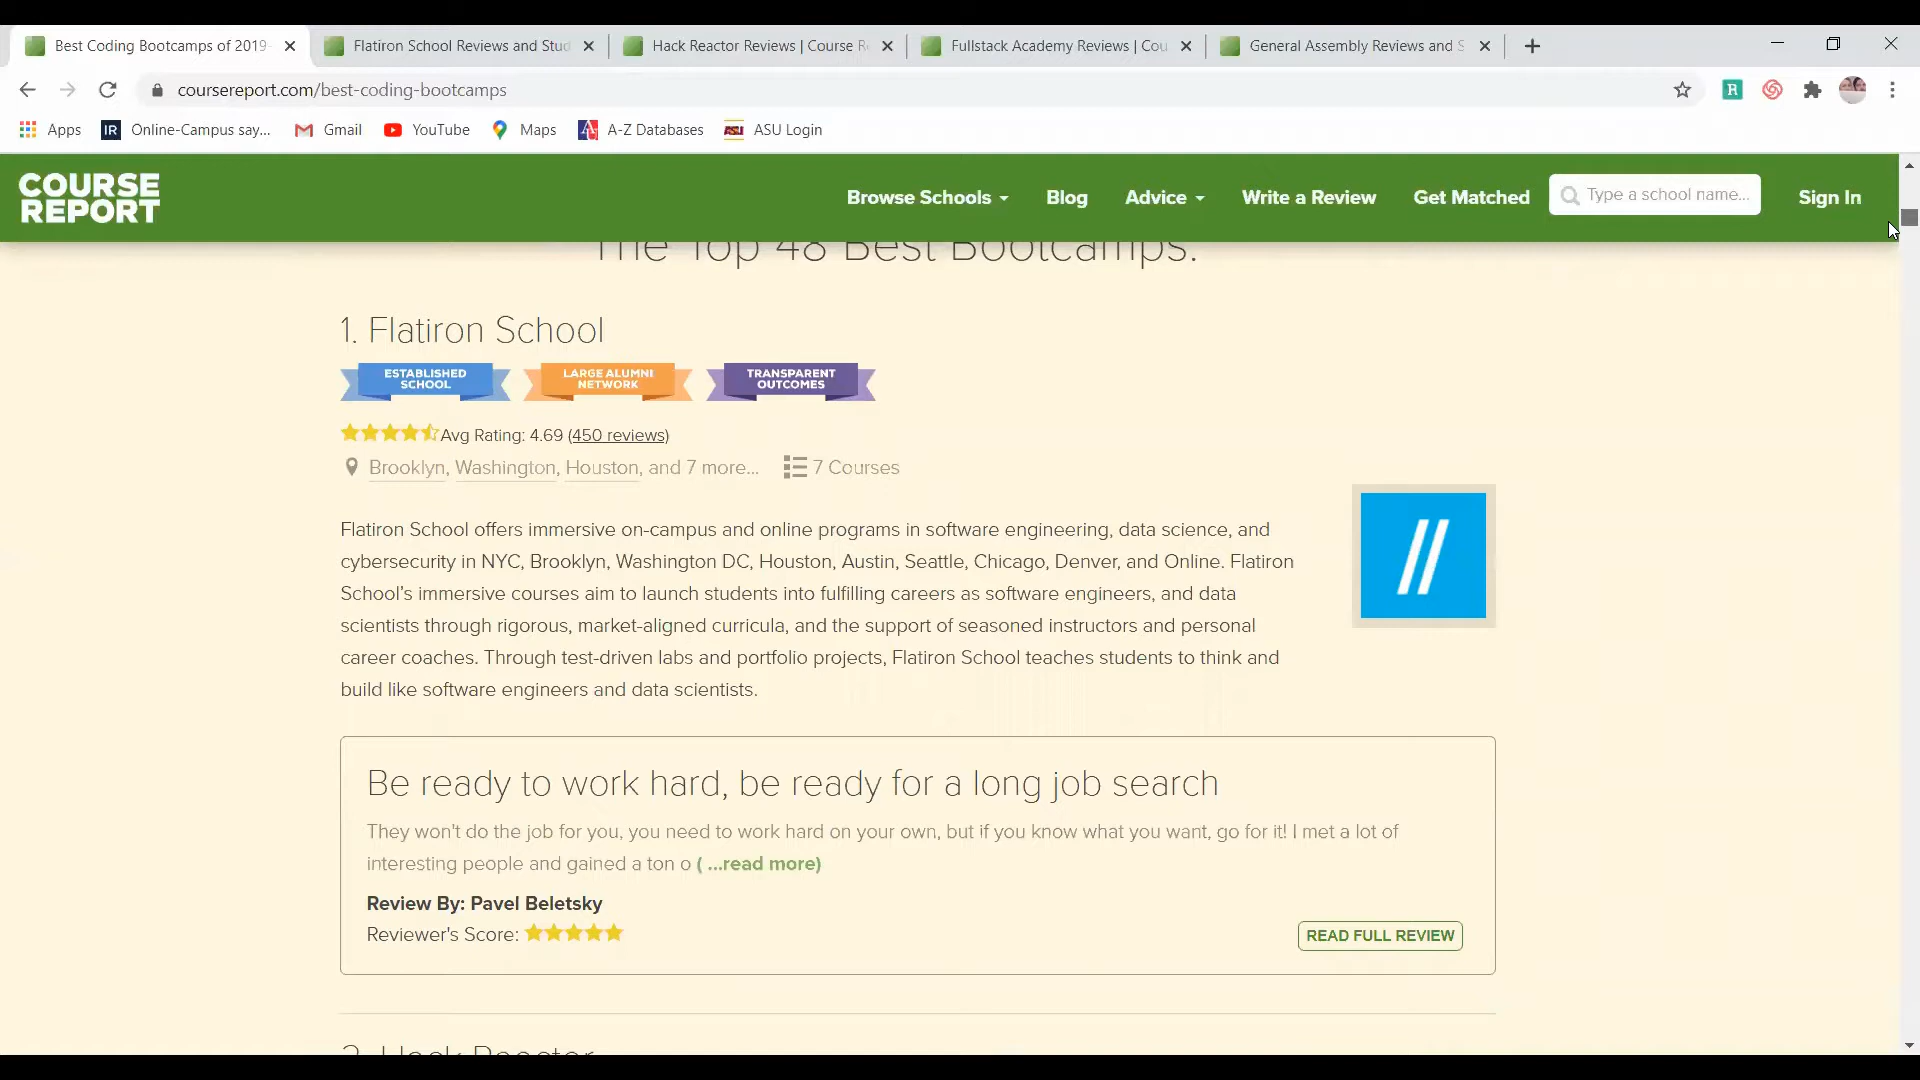 Best Coding Bootcamps of 2019-
Flatiron School Reviews and Stud
Hack Reactor Reviews | Course R
Fullstack Academy Reviews | Cou
General Assembly Reviews and S
coursereport.com/best-coding-bootcamps
Apps
IR
Online-Campus say...
Gmail
YouTube
Maps
A-Z Databases
ASU Login
COURSE
REPORT
Browse Schools
Blog
Advice
Write a Review
Get Matched
Type a school name...
Sign In
The Top 48 Best Bootcamps:
1. Flatiron School
ESTABLISHED
SCHOOL
LARGE ALUMNI
NETWORK
TRANSPARENT
OUTCOMES
Avg Rating: 4.69 (450 reviews)
Brooklyn, Washington, Houston, and 7 more...
7 Courses
Flatiron School offers immersive on-campus and online programs in software engineering, data science, and
cybersecurity in NYC, Brooklyn, Washington DC, Houston, Austin, Seattle, Chicago, Denver, and Online. Flatiron
School’s immersive courses aim to launch students into fulfilling careers as software engineers, and data
scientists through rigorous, market-aligned curricula, and the support of seasoned instructors and personal
career coaches. Through test-driven labs and portfolio projects, Flatiron School teaches students to think and
build like software engineers and data scientists.
//
Be ready to work hard, be ready for a long job search
They won't do the job for you, you need to work hard on your own, but if you know what you want, go for it! I met a lot of
interesting people and gained a ton o ( ...read more)
Review By: Pavel Beletsky
Reviewer's Score:
READ FULL REVIEW
2. Hack Reactor